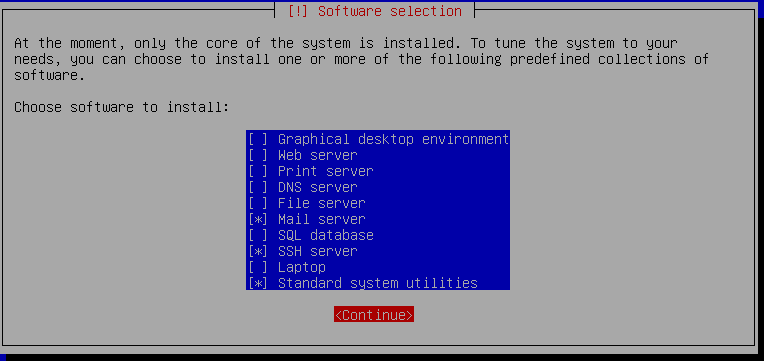 [!] Software selection
At the moment, only the core of the system is installed. To tune the system to your
needs, you can choose to install one or more of the following predefined collections of
software.
Choose software to install:
[ ] Graphical desktop environment
[ ] Web server
[ ] Print server
[ ] DNS server
[ ] File server
[*] Mail server
[ ] SQL database
[*] SSH server
[ ] Laptop
[*] Standard system utilities
<Continue>